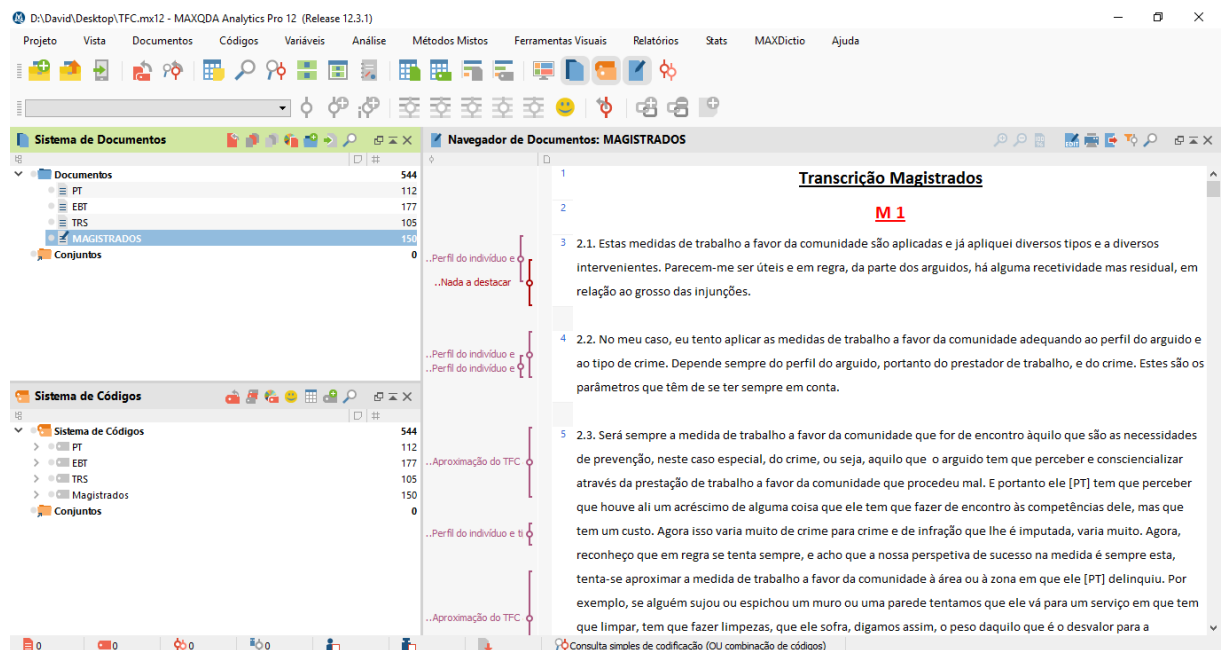 D:\David\Desktop\TFC.mx12 - MAXQDA Analytics Pro 12 (Release 12.3.1)
Projeto Vista Documentos Códigos Variáveis Análise Métodos Mistos Ferramentas Visuais Relatórios Stats MAXDictio Ajuda
Sistema de Documentos
Documentos 544
PT 112
EBT 177
TRS 105
MAGISTRADOS 150
Conjuntos 0
Sistema de Códigos
Sistema de Códigos 544
PT 112
EBT 177
TRS 105
Magistrados 150
Conjuntos 0
Navegador de Documentos: MAGISTRADOS
..Perfil do indivíduo e
..Nada a destacar
..Perfil do indivíduo e
..Perfil do indivíduo e
..Aproximação do TFC
..Perfil do indivíduo e ti
..Aproximação do TFC
1 Transcrição Magistrados
2 M 1
3 2.1. Estas medidas de trabalho a favor da comunidade são aplicadas e já apliquei diversos tipos e a diversos
intervenientes. Parecem-me ser úteis e em regra, da parte dos arguidos, há alguma recetividade mas residual, em
relação ao grosso das injunções.
4 2.2. No meu caso, eu tento aplicar as medidas de trabalho a favor da comunidade adequando ao perfil do arguido e
ao tipo de crime. Depende sempre do perfil do arguido, portanto do prestador de trabalho, e do crime. Estes são os
parâmetros que têm de se ter sempre em conta.
5 2.3. Será sempre a medida de trabalho a favor da comunidade que for de encontro àquilo que são as necessidades
de prevenção, neste caso especial, do crime, ou seja, aquilo que o arguido tem que perceber e consciencializar
através da prestação de trabalho a favor da comunidade que procedeu mal. E portanto ele [PT] tem que perceber
que houve ali um acréscimo de alguma coisa que ele tem que fazer de encontro às competências dele, mas que
tem um custo. Agora isso varia muito de crime para crime e de infração que lhe é imputada, varia muito. Agora,
reconheço que em regra se tenta sempre, e acho que a nossa perspetiva de sucesso na medida é sempre esta,
tenta-se aproximar a medida de trabalho a favor da comunidade à área ou à zona em que ele [PT] delinquiu. Por
exemplo, se alguém sujou ou espichou um muro ou uma parede tentamos que ele vá para um serviço em que tem
que limpar, tem que fazer limpezas, que ele sofra, digamos assim, o peso daquilo que é o desvalor para a
0 0 0 0 Consulta simples de codificação (OU combinação de códigos)